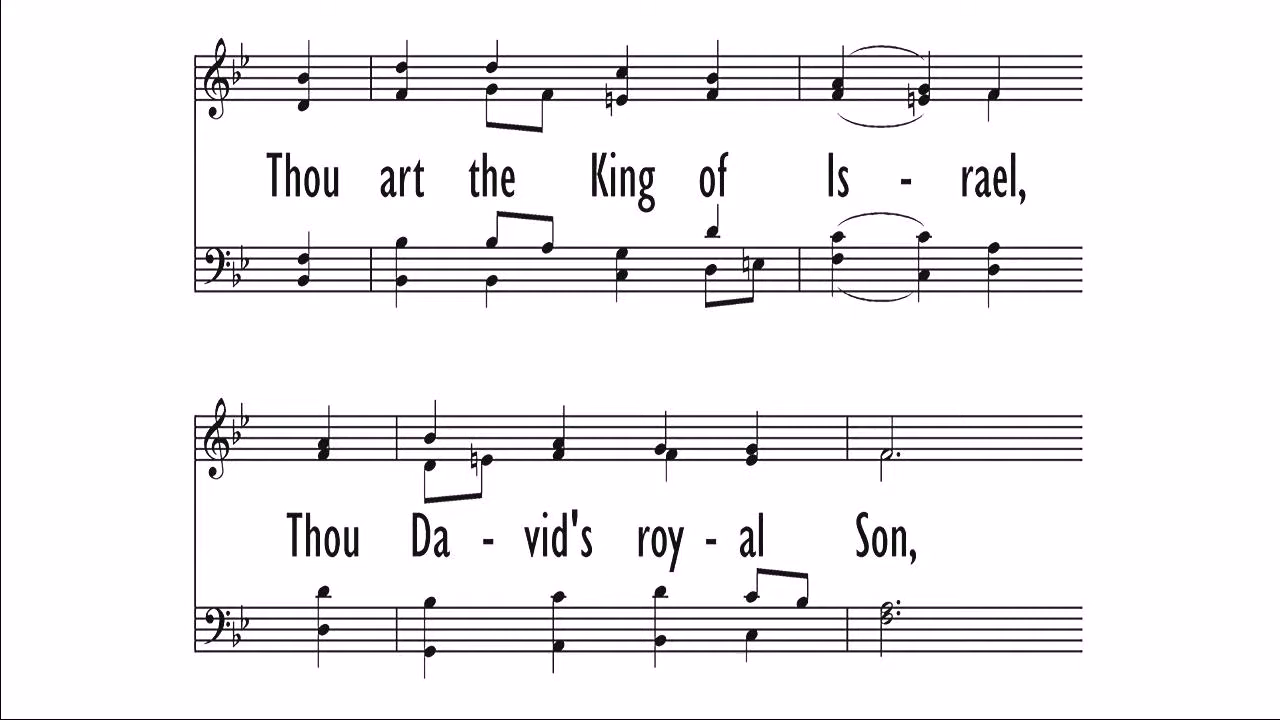 Thou art the King of Is - rael,
Thou Da - vid's roy - al Son,